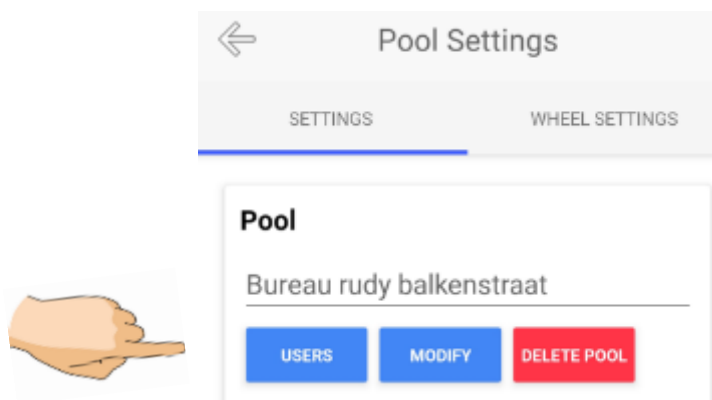 Pool Settings
SETTINGS WHEEL SETTINGS
Pool
Bureau rudy balkenstraat
USERS MODIFY DELETE POOL